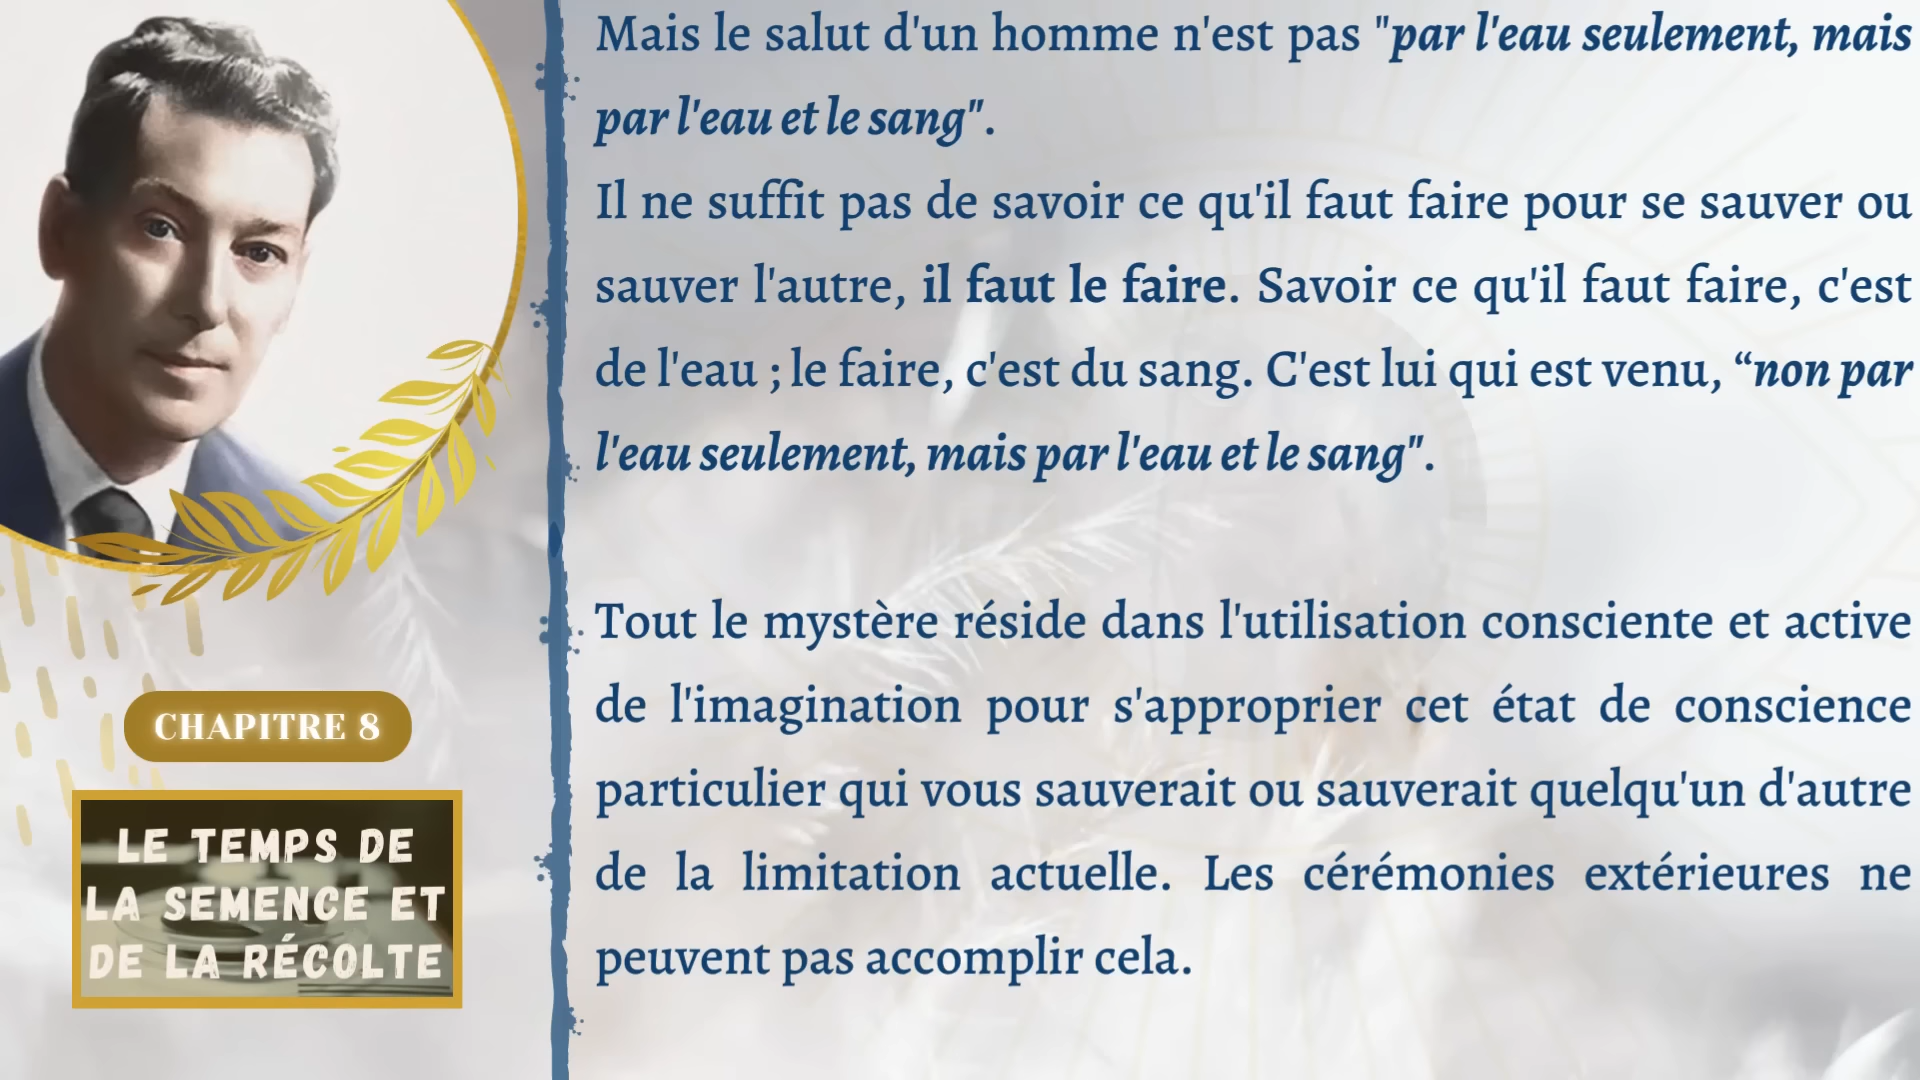 Mais le salut d'un homme n'est pas "par l'eau seulement, mais
par l'eau et le sang".
Il ne suffit pas de savoir ce qu'il faut faire pour se sauver ou
sauver l'autre, il faut le faire. Savoir ce qu'il faut faire, c'est
de l'eau ; le faire, c'est du sang. C'est lui qui est venu, “non par
l'eau seulement, mais par l'eau et le sang".
Tout le mystère réside dans l'utilisation consciente et active
de l'imagination pour s'approprier cet état de conscience
particulier qui vous sauverait ou sauverait quelqu'un d'autre
de la limitation actuelle. Les cérémonies extérieures ne
peuvent pas accomplir cela.
CHAPITRE 8
LE TEMPS DE
LA SEMENCE ET
DE LA RÉCOLTE